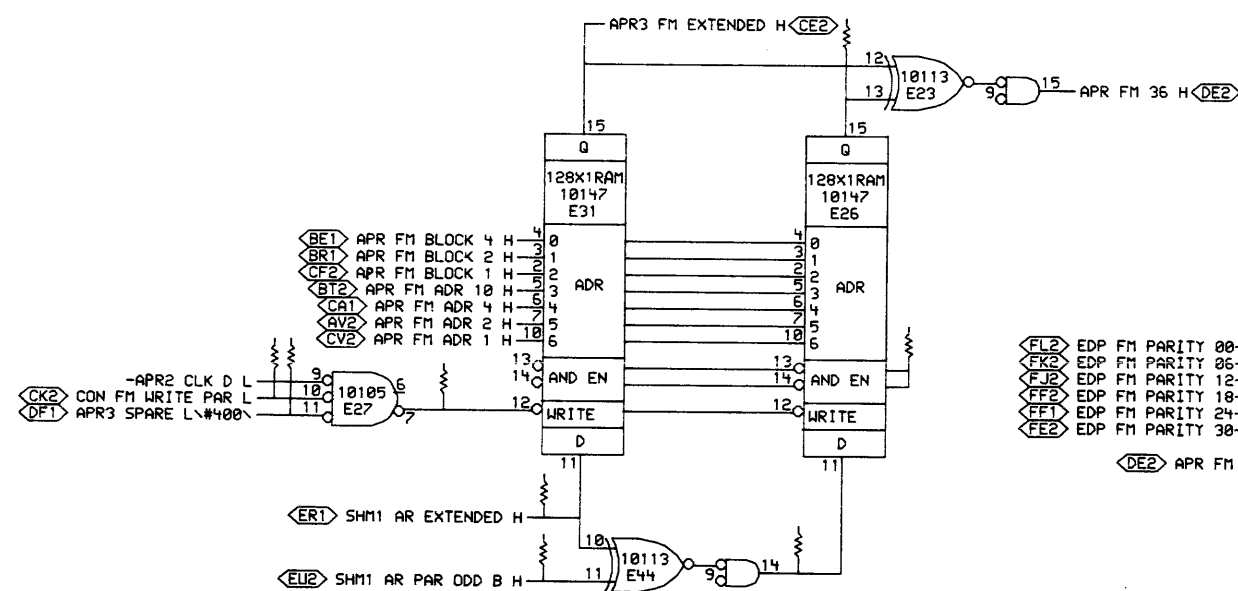 APR3 FM EXTENDED H CE2
12
10113
E23
13
9
15
APR FM 36 H DE2
15
Q
128X1RAM
10147
E31
15
Q
128X1RAM
10147
E26
BE1 APR FM BLOCK 4 H 4 0
BR1 APR FM BLOCK 2 H 3 1
CF2 APR FM BLOCK 1 H 2 2
BT2 APR FM ADR 10 H 5 3
CA1 APR FM ADR 4 H 6 4
AV2 APR FM ADR 2 H 7 5
CV2 APR FM ADR 1 H 10 6
ADR
4 0
3 1
2 2
5 3
6 4
7 5
10 6
ADR
13
14 AND EN
12 WRITE
D
11
13
14 AND EN
12 WRITE
D
11
-APR2 CLK D L 9
CK2 CON FM WRITE PAR L 10
DF1 APR3 SPARE L\#400\ 11
10105
E27
6
7
FL2 EDP FM PARITY 00-
FK2 EDP FM PARITY 06-
FJ2 EDP FM PARITY 12-
FF2 EDP FM PARITY 18-
FF1 EDP FM PARITY 24-
FE2 EDP FM PARITY 30-
DE2 APR FM
ER1 SHM1 AR EXTENDED H
EU2 SHM1 AR PAR ODD B H
10
11
10113
E44
9
14